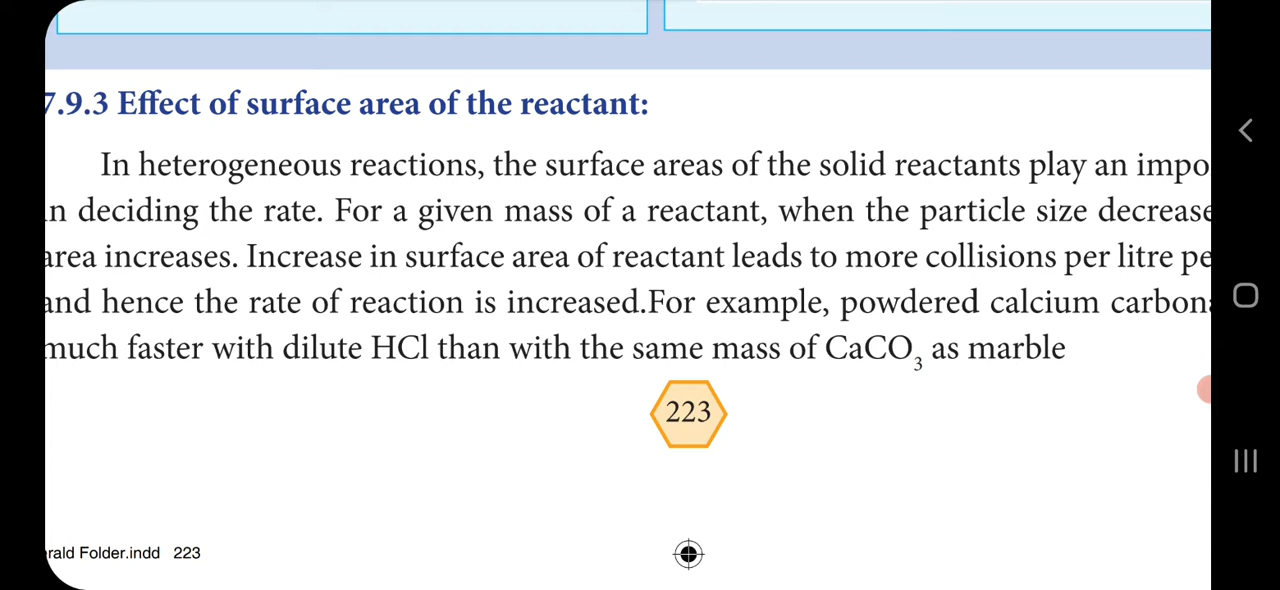 7.9.3 Effect of surface area of the reactant:
In heterogeneous reactions, the surface areas of the solid reactants play an impo
in deciding the rate. For a given mass of a reactant, when the particle size decrease
area increases. Increase in surface area of reactant leads to more collisions per litre pe
and hence the rate of reaction is increased.For example, powdered calcium carbon
much faster with dilute HCl than with the same mass of CaCO₃ as marble
223
erald Folder.indd 223